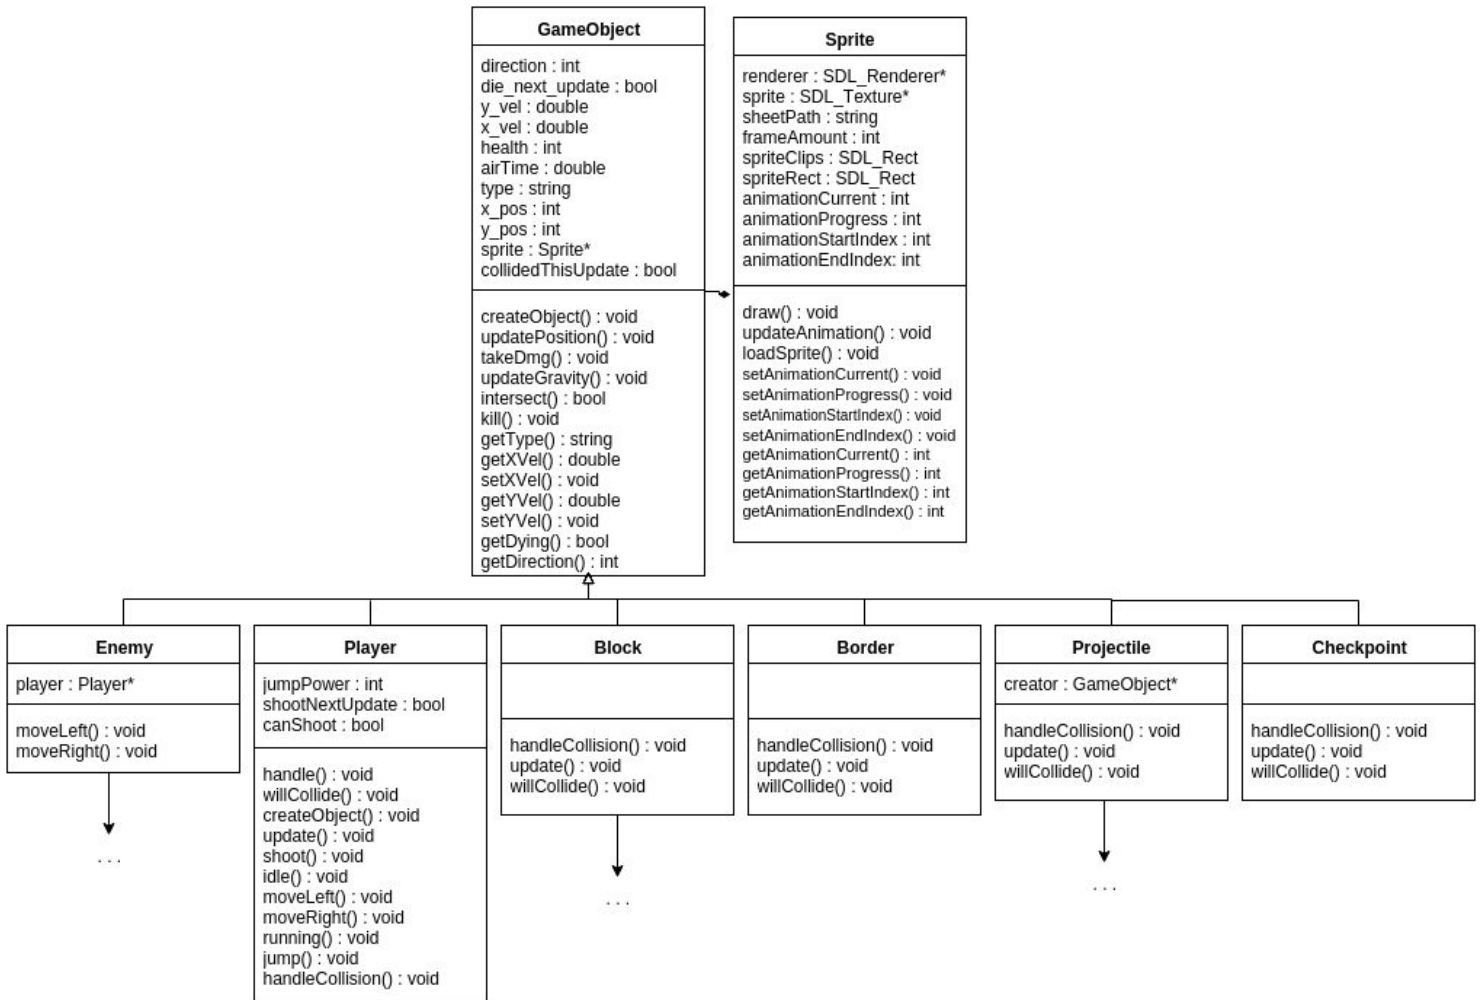 GameObject
direction : int
die_next_update : bool
y_vel : double
x_vel : double
health : int
airTime : double
type : string
x_pos : int
y_pos : int
sprite : Sprite*
collidedThisUpdate : bool
createObject() : void
updatePosition() : void
takeDmg() : void
updateGravity() : void
intersect() : bool
kill() : void
getType() : string
getXVel() : double
setXVel() : void
getYVel() : double
setYVel() : void
getDying() : bool
getDirection() : int
Sprite
renderer : SDL_Renderer*
sprite : SDL_Texture*
sheetPath : string
frameAmount : int
spriteClips : SDL_Rect
spriteRect : SDL_Rect
animationCurrent : int
animationProgress : int
animationStartIndex : int
animationEndIndex: int
draw() : void
updateAnimation() : void
loadSprite() : void
setAnimationCurrent() : void
setAnimationProgress() : void
setAnimationStartIndex() : void
setAnimationEndIndex() : void
getAnimationCurrent() : int
getAnimationProgress() : int
getAnimationStartIndex() : int
getAnimationEndIndex() : int
Enemy
player : Player*
moveLeft() : void
moveRight() : void
. . .
Player
jumpPower : int
shootNextUpdate : bool
canShoot : bool
handle() : void
willCollide() : void
createObject() : void
update() : void
shoot() : void
idle() : void
moveLeft() : void
moveRight() : void
running() : void
jump() : void
handleCollision() : void
Block
handleCollision() : void
update() : void
willCollide() : void
. . .
Border
handleCollision() : void
update() : void
willCollide() : void
Projectile
creator : GameObject*
handleCollision() : void
update() : void
willCollide() : void
. . .
Checkpoint
handleCollision() : void
update() : void
willCollide() : void